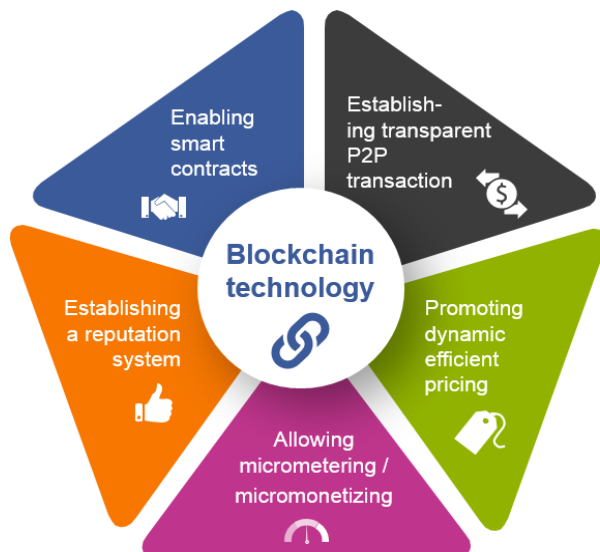 Enabling
smart
contracts
Establish-
ing transparent
P2P
transaction
$
Blockchain
technology
Establishing
a reputation
system
Promoting
dynamic
efficient
pricing
Allowing
micrometering /
micromonetizing